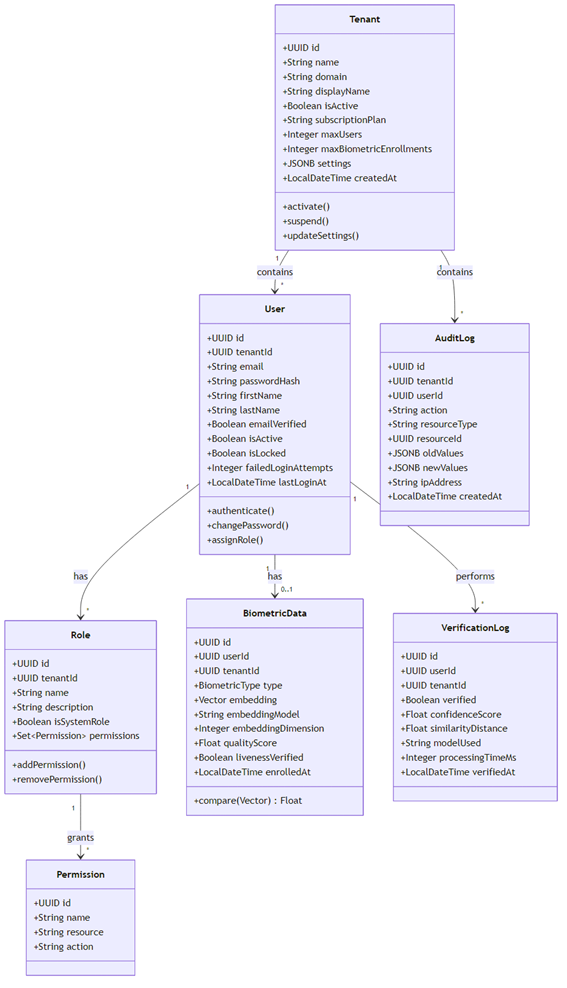 Tenant
+UUID id
+String name
+String domain
+String displayName
+Boolean isActive
+String subscriptionPlan
+Integer maxUsers
+Integer maxBiometricEnrollments
+JSONB settings
+LocalDateTime createdAt
+activate()
+suspend()
+updateSettings()
1
1
contains
contains
*
*
User
+UUID id
+UUID tenantId
+String email
+String passwordHash
+String firstName
+String lastName
+Boolean emailVerified
+Boolean isActive
+Boolean isLocked
+Integer failedLoginAttempts
+LocalDateTime lastLoginAt
+authenticate()
+changePassword()
+assignRole()
AuditLog
+UUID id
+UUID tenantId
+UUID userId
+String action
+String resourceType
+UUID resourceId
+JSONB oldValues
+JSONB newValues
+String ipAddress
+LocalDateTime createdAt
1
1
1
has
has
performs
*
0..1
*
Role
+UUID id
+UUID tenantId
+String name
+String description
+Boolean isSystemRole
+Set<Permission> permissions
+addPermission()
+removePermission()
BiometricData
+UUID id
+UUID userId
+UUID tenantId
+BiometricType type
+Vector embedding
+String embeddingModel
+Integer embeddingDimension
+Float qualityScore
+Boolean livenessVerified
+LocalDateTime enrolledAt
+compare(Vector) : Float
VerificationLog
+UUID id
+UUID userId
+UUID tenantId
+Boolean verified
+Float confidenceScore
+Float similarityDistance
+String modelUsed
+Integer processingTimeMs
+LocalDateTime verifiedAt
1
grants
*
Permission
+UUID id
+String name
+String resource
+String action